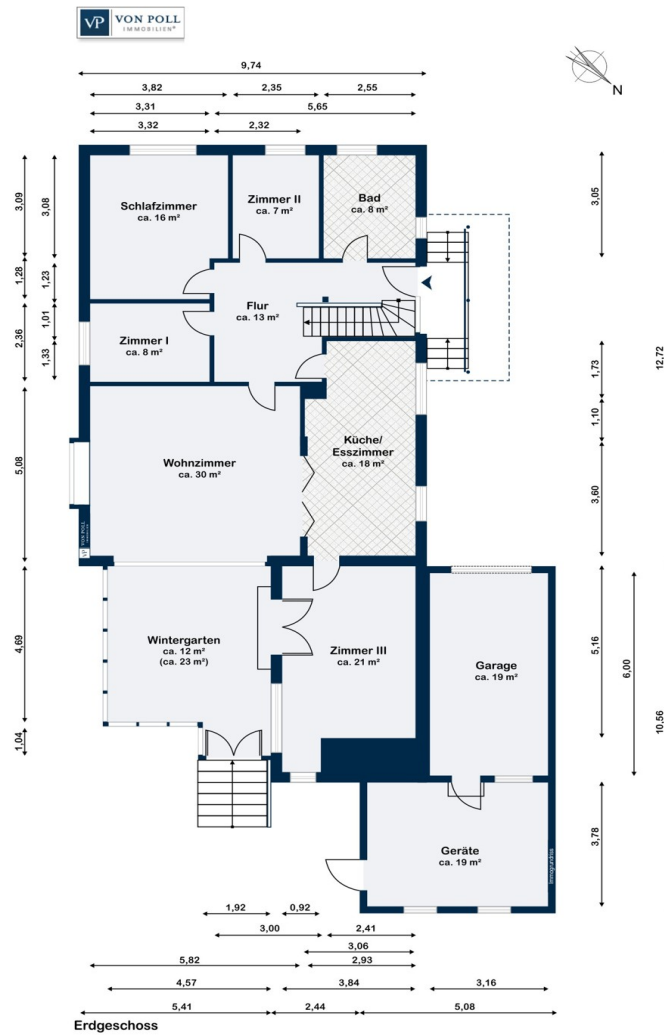 VP VON POLL
IMMOBILIEN®
9,74
3,82 2,35 2,55
3,31 5,65
3,32 2,32
N
3,09
1,28
2,36
5,08
4,69
1,04
3,08
1,23
1,01
1,33
Schlafzimmer
ca. 16 m²
Zimmer II
ca. 7 m²
Bad
ca. 8 m²
Flur
ca. 13 m²
Zimmer I
ca. 8 m²
Wohnzimmer
ca. 30 m²
Küche/
Esszimmer
ca. 18 m²
VP VON POLL
IMMOBILIEN
Wintergarten
ca. 12 m²
(ca. 23 m²)
Zimmer III
ca. 21 m²
Garage
ca. 19 m²
Geräte
ca. 19 m²
Immogrundriss
3,05
1,73
1,10
3,60
5,16
3,78
6,00
12,72
10,56
1,92 0,92
3,00 2,41
3,06
5,82 2,93
4,57 3,84 3,16
5,41 2,44 5,08
Erdgeschoss